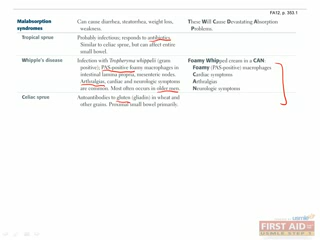 FA12, p. 353.1
Malabsorption syndromes
Can cause diarrhea, steatorrhea, weight loss, weakness.
These Will Cause Devastating Absorption Problems.
Tropical sprue
Probably infectious, responds to antibiotics.
Similar to celiac sprue, but can affect entire
small bowel.
Whipple's disease
Infection with Tropheryma whippelii (gram
positive); PAS-positive foamy macrophages in
intestinal lamina propria, mesenteric nodes.
Arthralgias, cardiac and neurologic symptoms
are common. Most often occurs in older men.
Foamy Whipped cream in a CAN
Foamy (PAS-positive) macrophages
Cardiac symptoms
Arthralgias
Neurologic symptoms
Celiac sprue
Autoantibodies to gluten (gliadin) in wheat and
other grains. Proximal small bowel primarily.
FIRST AID
USMLE STEP